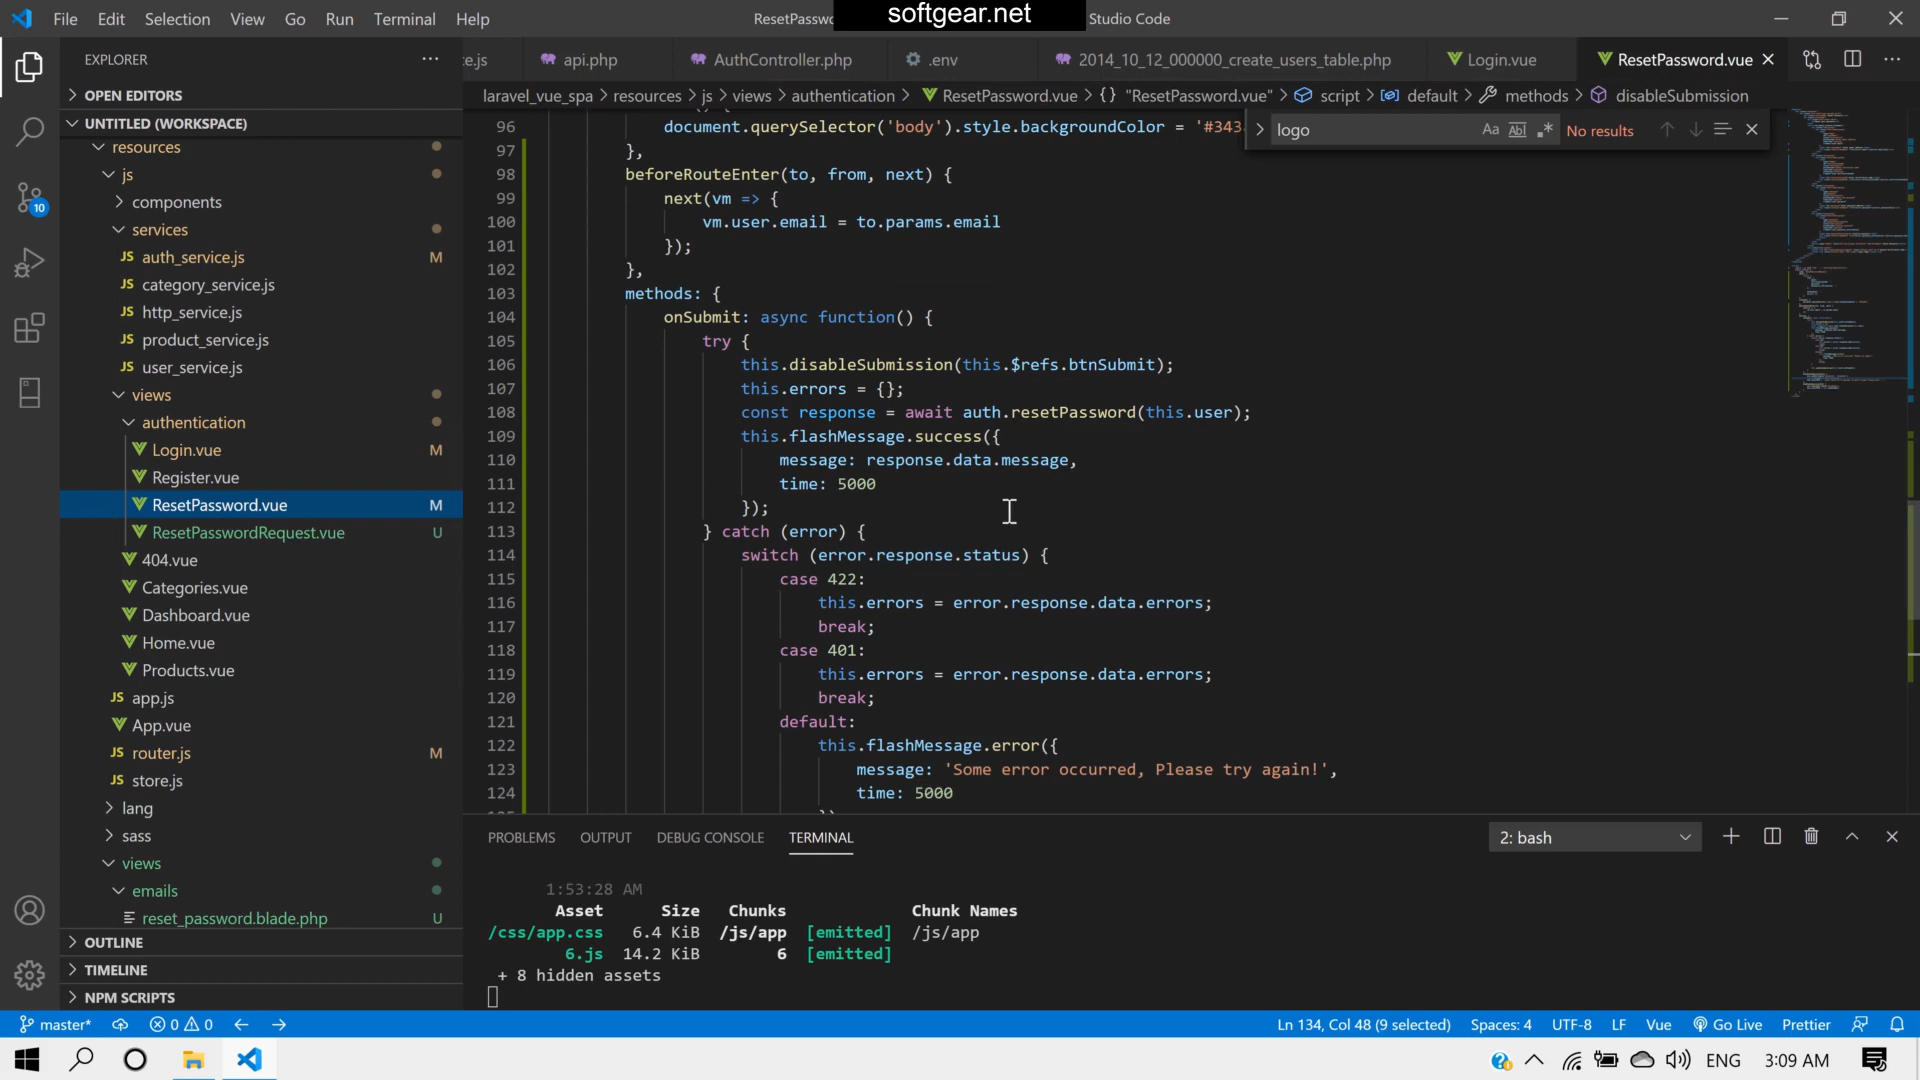 File Edit Selection View Go Run Terminal Help
ResetPassw
softgear.net
Studio Code
EXPLORER
OPEN EDITORS
UNTITLED (WORKSPACE)
resources
js
components
services
JS auth_service.js M
JS category_service.js
JS http_service.js
JS product_service.js
JS user_service.js
views
authentication
Login.vue M
Register.vue
ResetPassword.vue M
ResetPasswordRequest.vue U
404.vue
Categories.vue
Dashboard.vue
Home.vue
Products.vue
JS app.js
App.vue
JS router.js M
JS store.js
lang
sass
views
emails
reset_password.blade.php U
OUTLINE
TIMELINE
NPM SCRIPTS
10
api.php AuthController.php .env 2014_10_12_000000_create_users_table.php Login.vue ResetPassword.vue
laravel_vue_spa > resources > js > views > authentication > ResetPassword.vue > {} "ResetPassword.vue" > script > default > methods > disableSubmission
logo Aa Abl .* No results
96 document.querySelector('body').style.backgroundColor = '#343
97 },
98 beforeRouteEnter(to, from, next) {
99 next(vm => {
100 vm.user.email = to.params.email
101 });
102 },
103 methods: {
104 onSubmit: async function() {
105 try {
106 this.disableSubmission(this.$refs.btnSubmit);
107 this.errors = {};
108 const response = await auth.resetPassword(this.user);
109 this.flashMessage.success({
110 message: response.data.message,
111 time: 5000
112 });
113 } catch (error) {
114 switch (error.response.status) {
115 case 422:
116 this.errors = error.response.data.errors;
117 break;
118 case 401:
119 this.errors = error.response.data.errors;
120 break;
121 default:
122 this.flashMessage.error({
123 message: 'Some error occurred, Please try again!',
124 time: 5000
PROBLEMS OUTPUT DEBUG CONSOLE TERMINAL 2: bash
1:53:28 AM
Asset Size Chunks Chunk Names
/css/app.css 6.4 KiB /js/app [emitted] /js/app
6.js 14.2 KiB 6 [emitted]
+ 8 hidden assets
master* 0 0 Ln 134, Col 48 (9 selected) Spaces: 4 UTF-8 LF Vue Go Live Prettier
ENG 3:09 AM